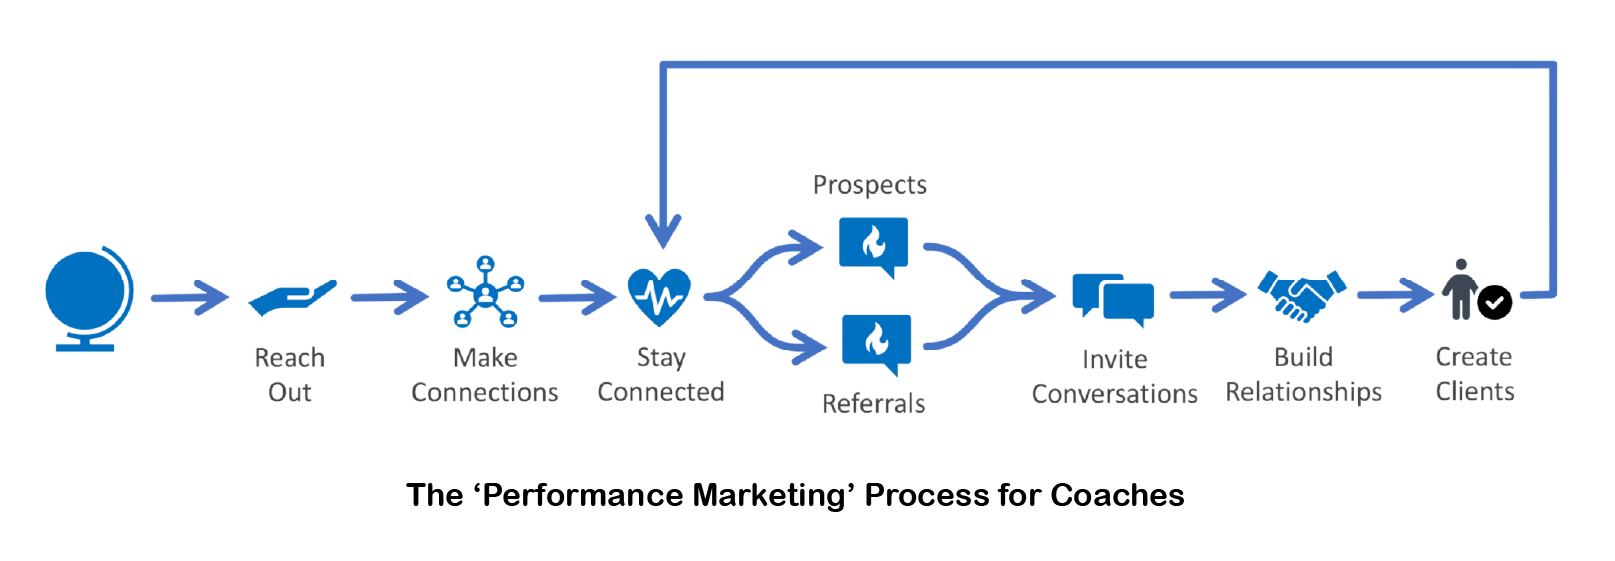 Prospects
Reach
Out
Make
Connections
Stay
Connected
Referrals
Invite
Conversations
Build
Relationships
Create
Clients
The ‘Performance Marketing’ Process for Coaches